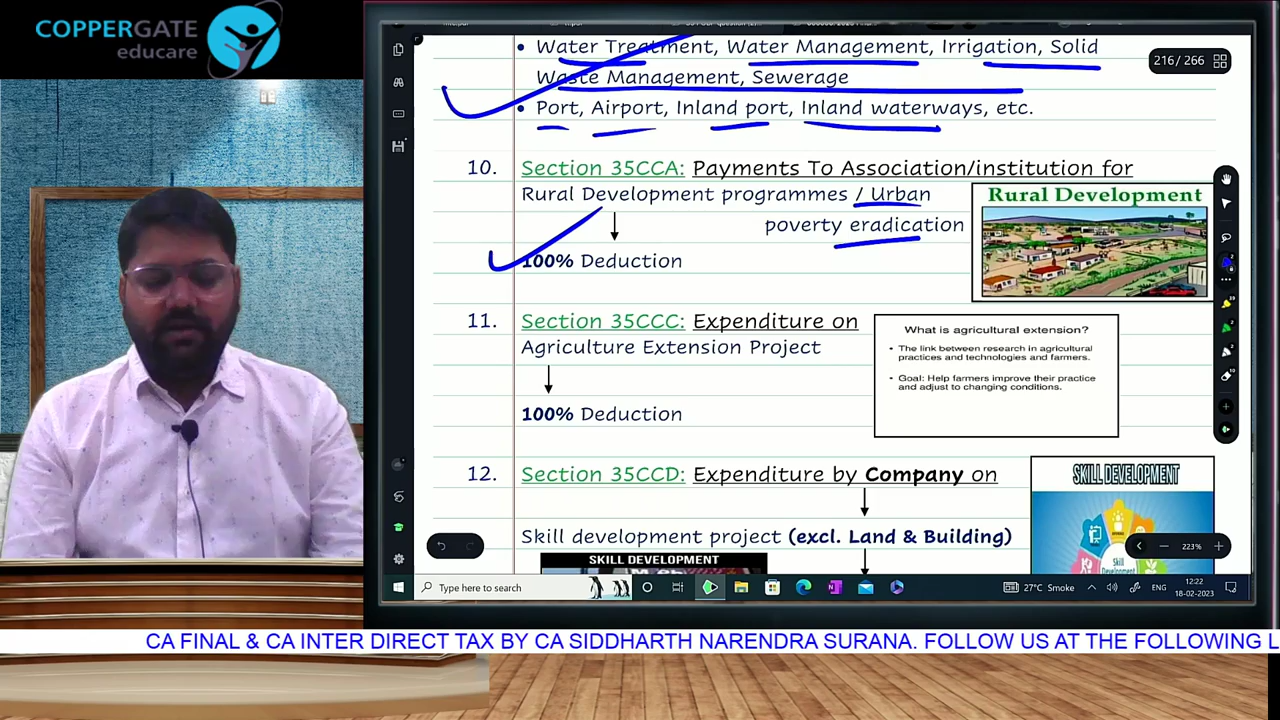 COPPERGATE
educare
Water Treatment, Water Management, Irrigation, Solid
Waste Management, Sewerage
Port, Airport, Inland port, Inland waterways, etc.
216 / 266
10. Section 35CCA: Payments To Association/institution for
Rural Development programmes / Urban
poverty eradication
100% Deduction
Rural Development
11. Section 35CCC: Expenditure on
Agriculture Extension Project
100% Deduction
What is agricultural extension?
The link between research in agricultural
practices and technologies and farmers.
Goal: Help farmers improve their practice
and adjust to changing conditions.
12. Section 35CCD: Expenditure by Company on
Skill development project (excl. Land & Building)
SKILL DEVELOPMENT
SKILL DEVELOPMENT
223%
Type here to search
27°C Smoke
ENG
12:22
18-02-2023
CA FINAL & CA INTER DIRECT TAX BY CA SIDDHARTH NARENDRA SURANA. FOLLOW US AT THE FOLLOWING L